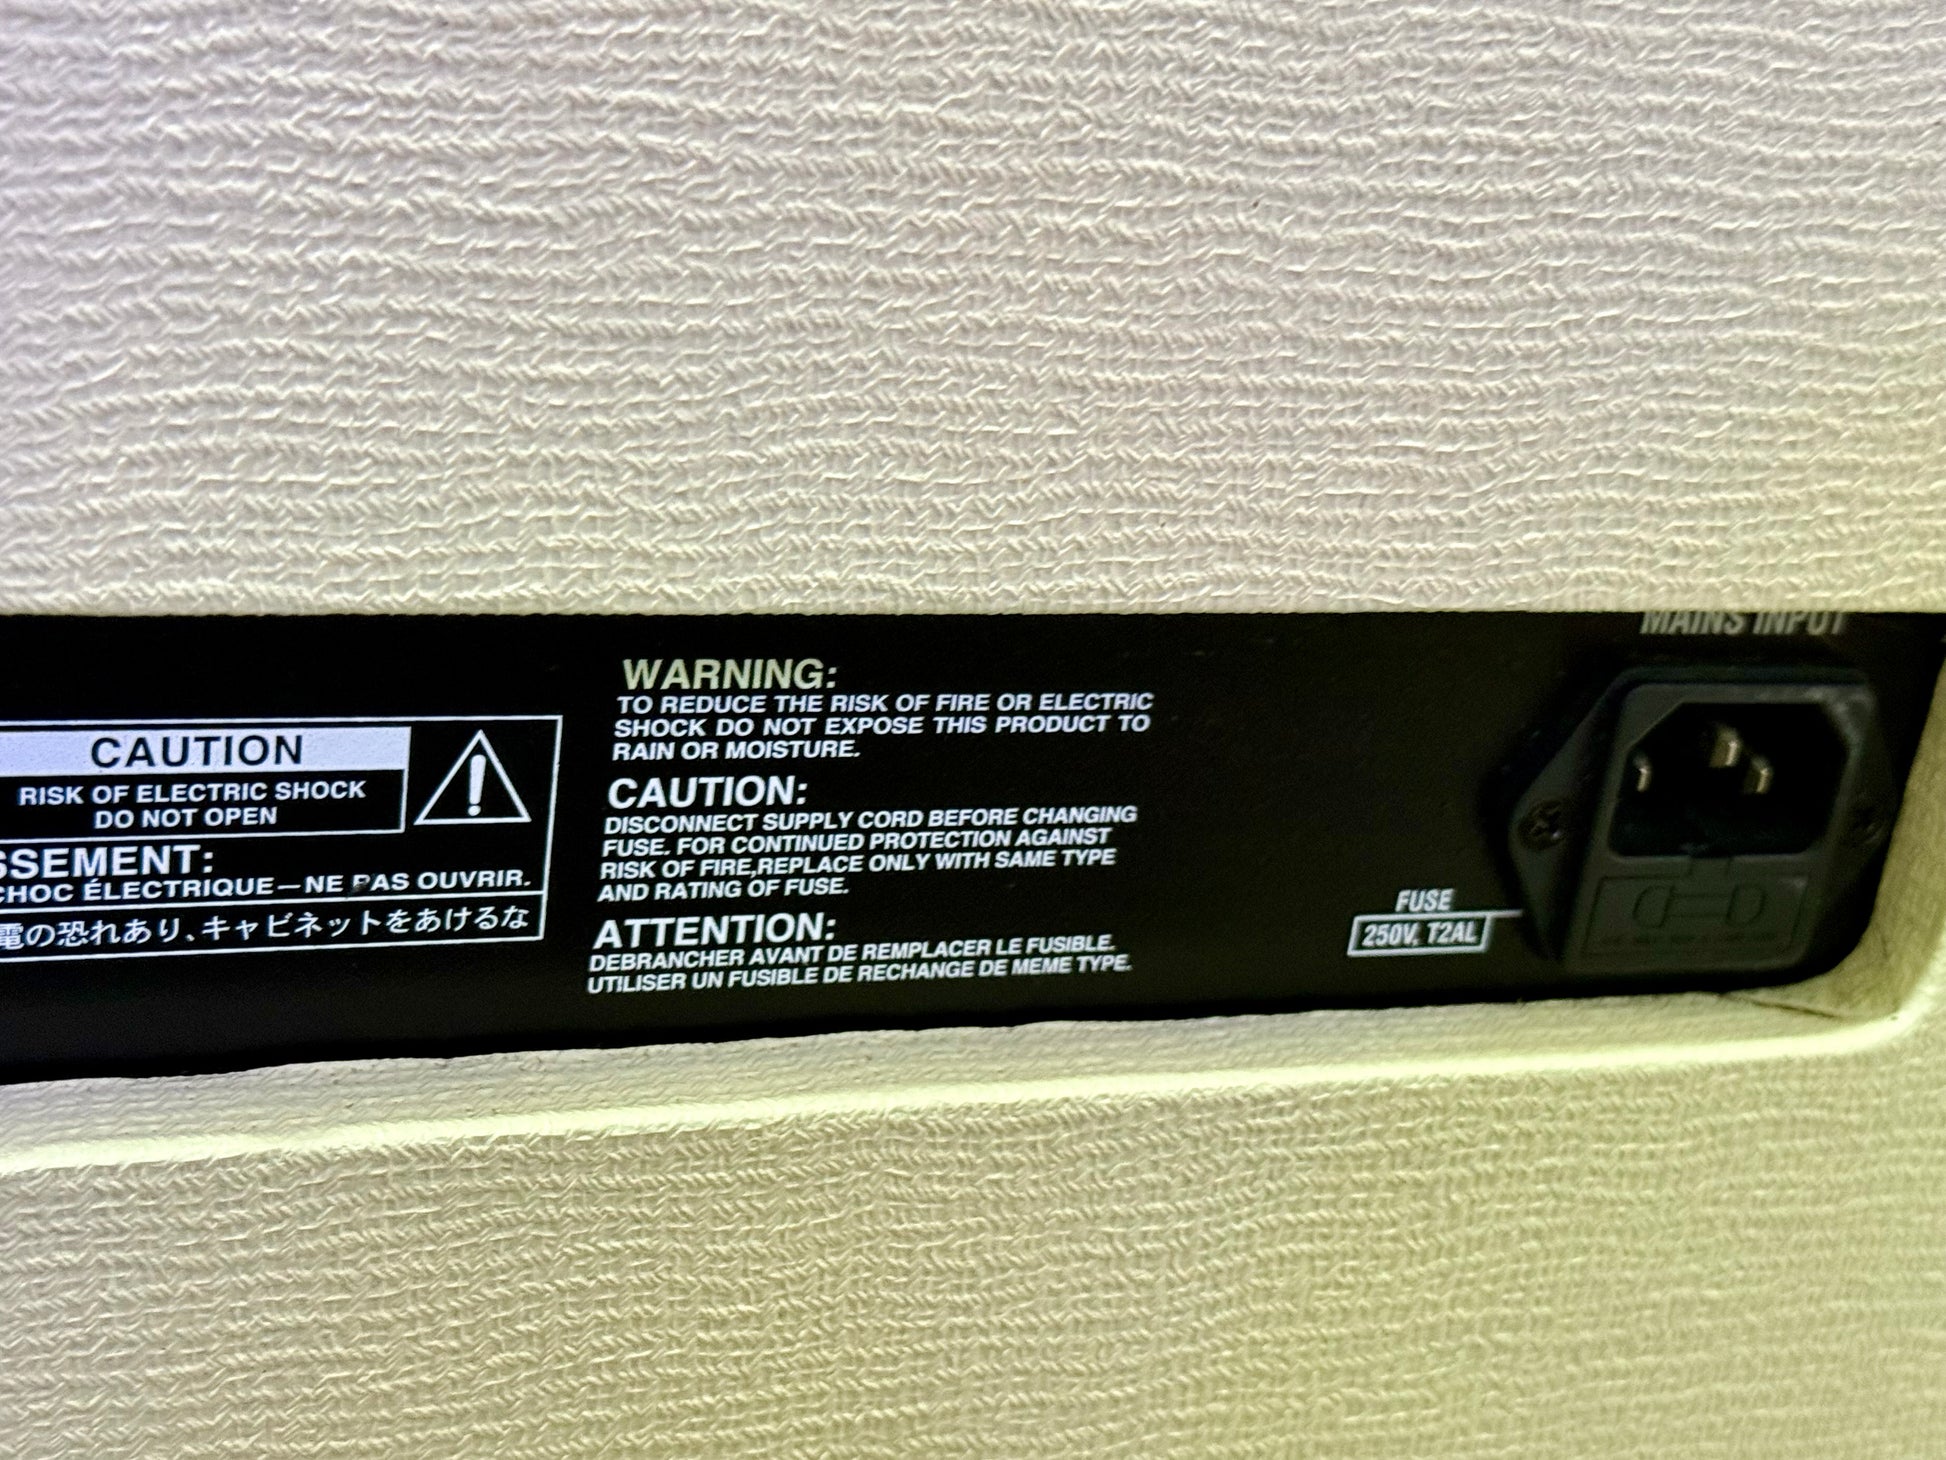 MAINS INPUT
CAUTION
RISK OF ELECTRIC SHOCK
DO NOT OPEN
SSEMENT:
CHOC ÉLECTRIQUE—NE PAS OUVRIR.
電の恐れあり、キャビネットをあけるな
WARNING:
TO REDUCE THE RISK OF FIRE OR ELECTRIC
SHOCK DO NOT EXPOSE THIS PRODUCT TO
RAIN OR MOISTURE.
CAUTION:
DISCONNECT SUPPLY CORD BEFORE CHANGING
FUSE. FOR CONTINUED PROTECTION AGAINST
RISK OF FIRE,REPLACE ONLY WITH SAME TYPE
AND RATING OF FUSE.
ATTENTION:
DEBRANCHER AVANT DE REMPLACER LE FUSIBLE.
UTILISER UN FUSIBLE DE RECHANGE DE MEME TYPE.
FUSE
250V, T2AL